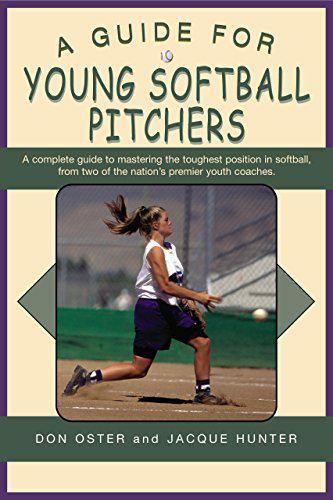 A GUIDE FOR
YOUNG SOFTBALL
PITCHERS
A complete guide to mastering the toughest position in softball,
from two of the nation's premier youth coaches.
DON OSTER and JACQUE HUNTER